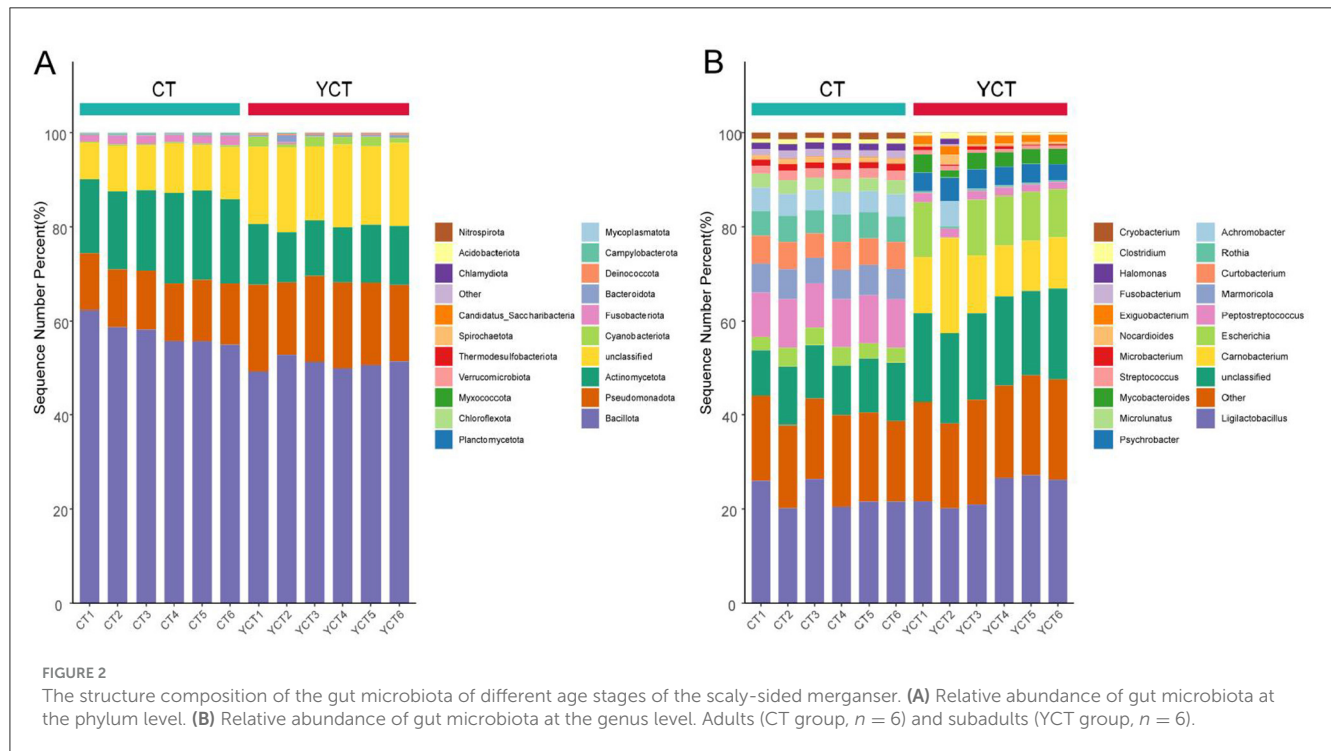 A
CT
YCT
Sequence Number Percent(%)
100
80
60
40
20
0
CT1
CT2
CT3
CT4
CT5
CT6
YCT1
YCT2
YCT3
YCT4
YCT5
YCT6
Nitrospirota
Acidobacteriota
Chlamydiota
Other
Candidatus_Saccharibacteria
Spirochaetota
Thermodesulfobacteriota
Verrucomicrobiota
Myxococcota
Chloroflexota
Planctomycetota
Mycoplasmatota
Campylobacterota
Deinococcota
Bacteroidota
Fusobacteriota
Cyanobacteriota
unclassified
Actinomycetota
Pseudomonadota
Bacillota
B
CT
YCT
Sequence Number Percent(%)
100
80
60
40
20
0
CT1
CT2
CT3
CT4
CT5
CT6
YCT1
YCT2
YCT3
YCT4
YCT5
YCT6
Cryobacterium
Clostridium
Halomonas
Fusobacterium
Exiguobacterium
Nocardioides
Microbacterium
Streptococcus
Mycobacteroides
Microlunatus
Psychrobacter
Achromobacter
Rothia
Curtobacterium
Marmoricola
Peptostreptococcus
Escherichia
Carnobacterium
unclassified
Other
Ligilactobacillus
FIGURE 2
The structure composition of the gut microbiota of different age stages of the scaly-sided merganser. (A) Relative abundance of gut microbiota at
the phylum level. (B) Relative abundance of gut microbiota at the genus level. Adults (CT group, n = 6) and subadults (YCT group, n = 6).